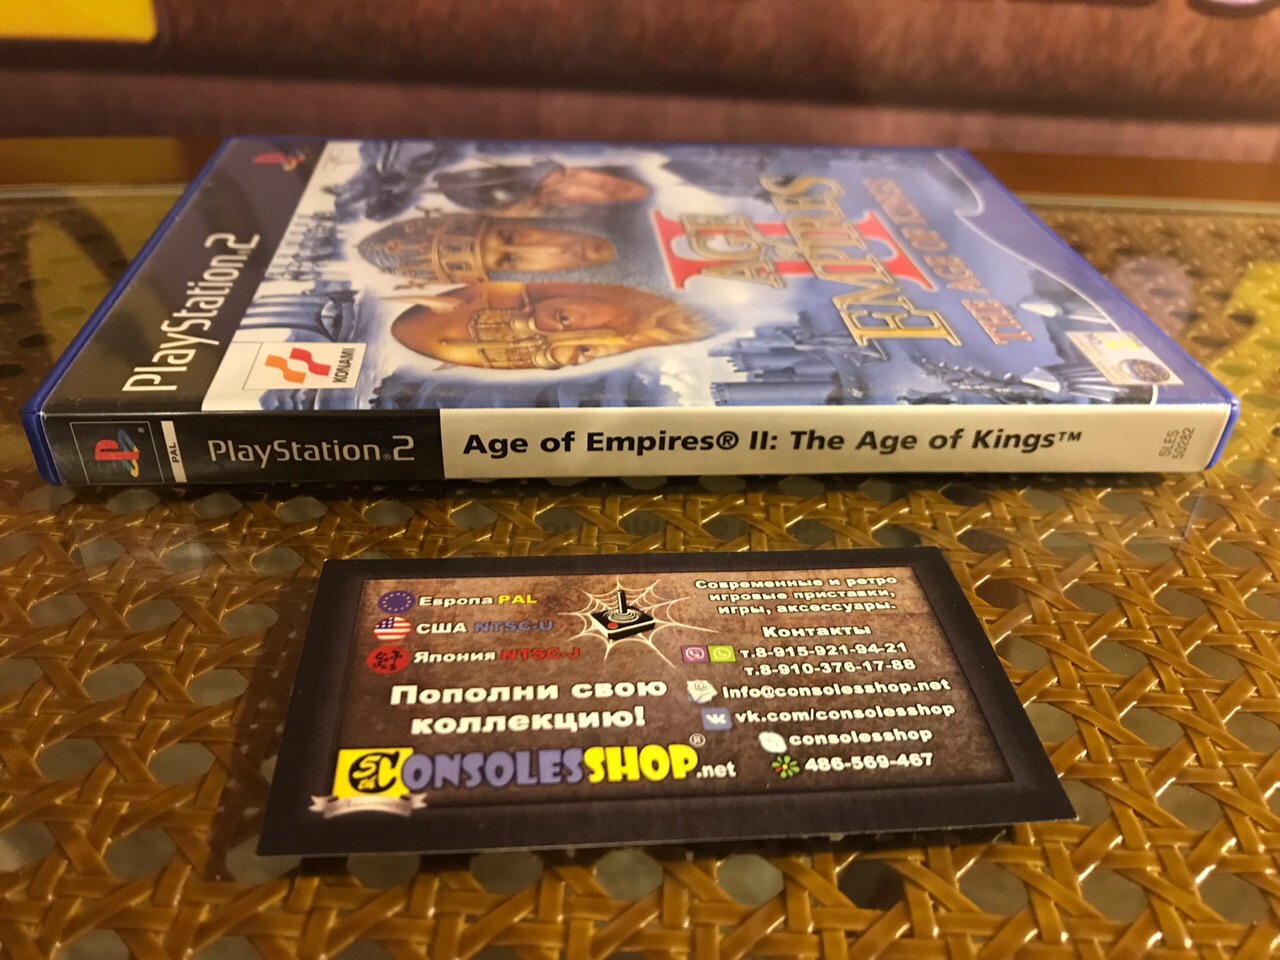 PlayStation.2
KONAMI
AGE
of
EMPIRES
II
THE AGE OF KINGS
PAL
PlayStation.2
Age of Empires® II: The Age of Kings™
SLES
50282
Европа PAL
США NTSC-U
Япония NTSC-J
Пополни свою
коллекцию!
CONSOLESSHOP.net
®
Современные и ретро
игровые приставки,
игры, аксессуары.
Контакты
т.8-915-921-94-21
т.8-910-376-17-88
info@consolesshop.net
vk.com/consolesshop
consolesshop
486-569-467